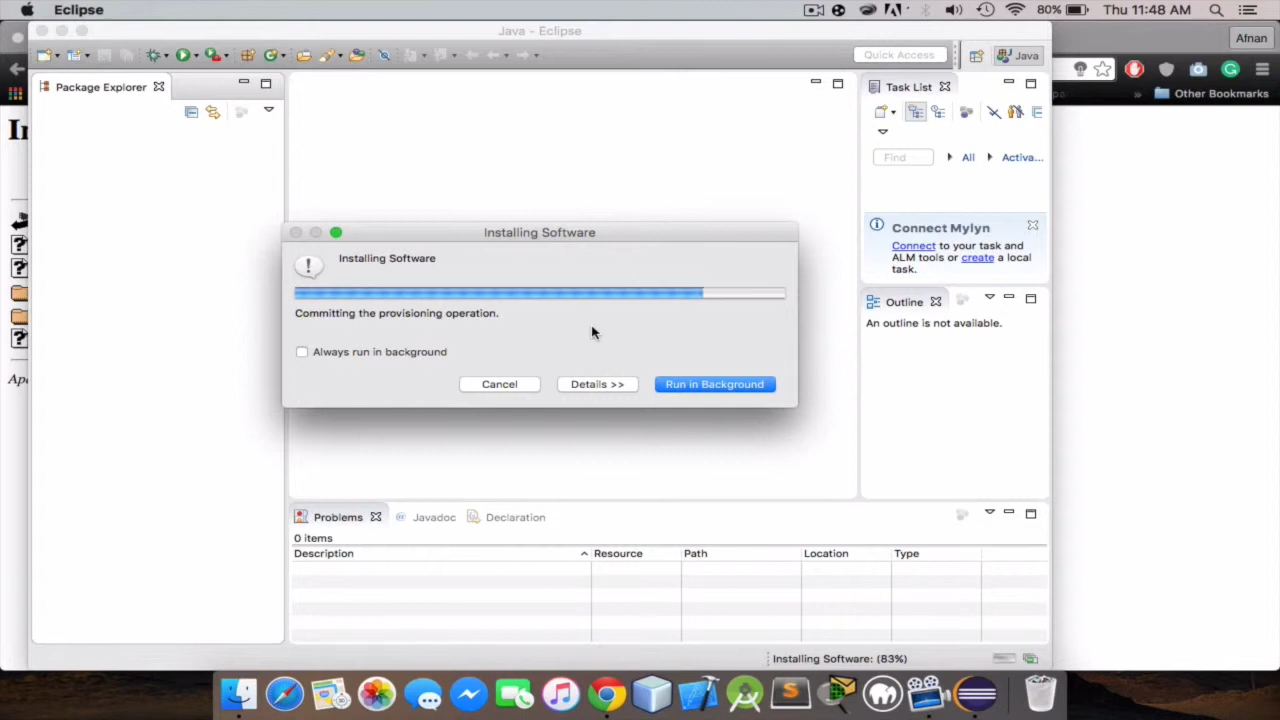 Eclipse
80%
Thu 11:48 AM
Java - Eclipse
Afnan
Quick Access
Java
Other Bookmarks
Package Explorer
Task List
Find
All
Activa...
Connect Mylyn
Connect to your task and
ALM tools or create a local
task.
Outline
An outline is not available.
Installing Software
Installing Software
Committing the provisioning operation.
Always run in background
Cancel
Details >>
Run in Background
Problems
@ Javadoc
Declaration
0 items
Description
Resource
Path
Location
Type
Installing Software: (83%)